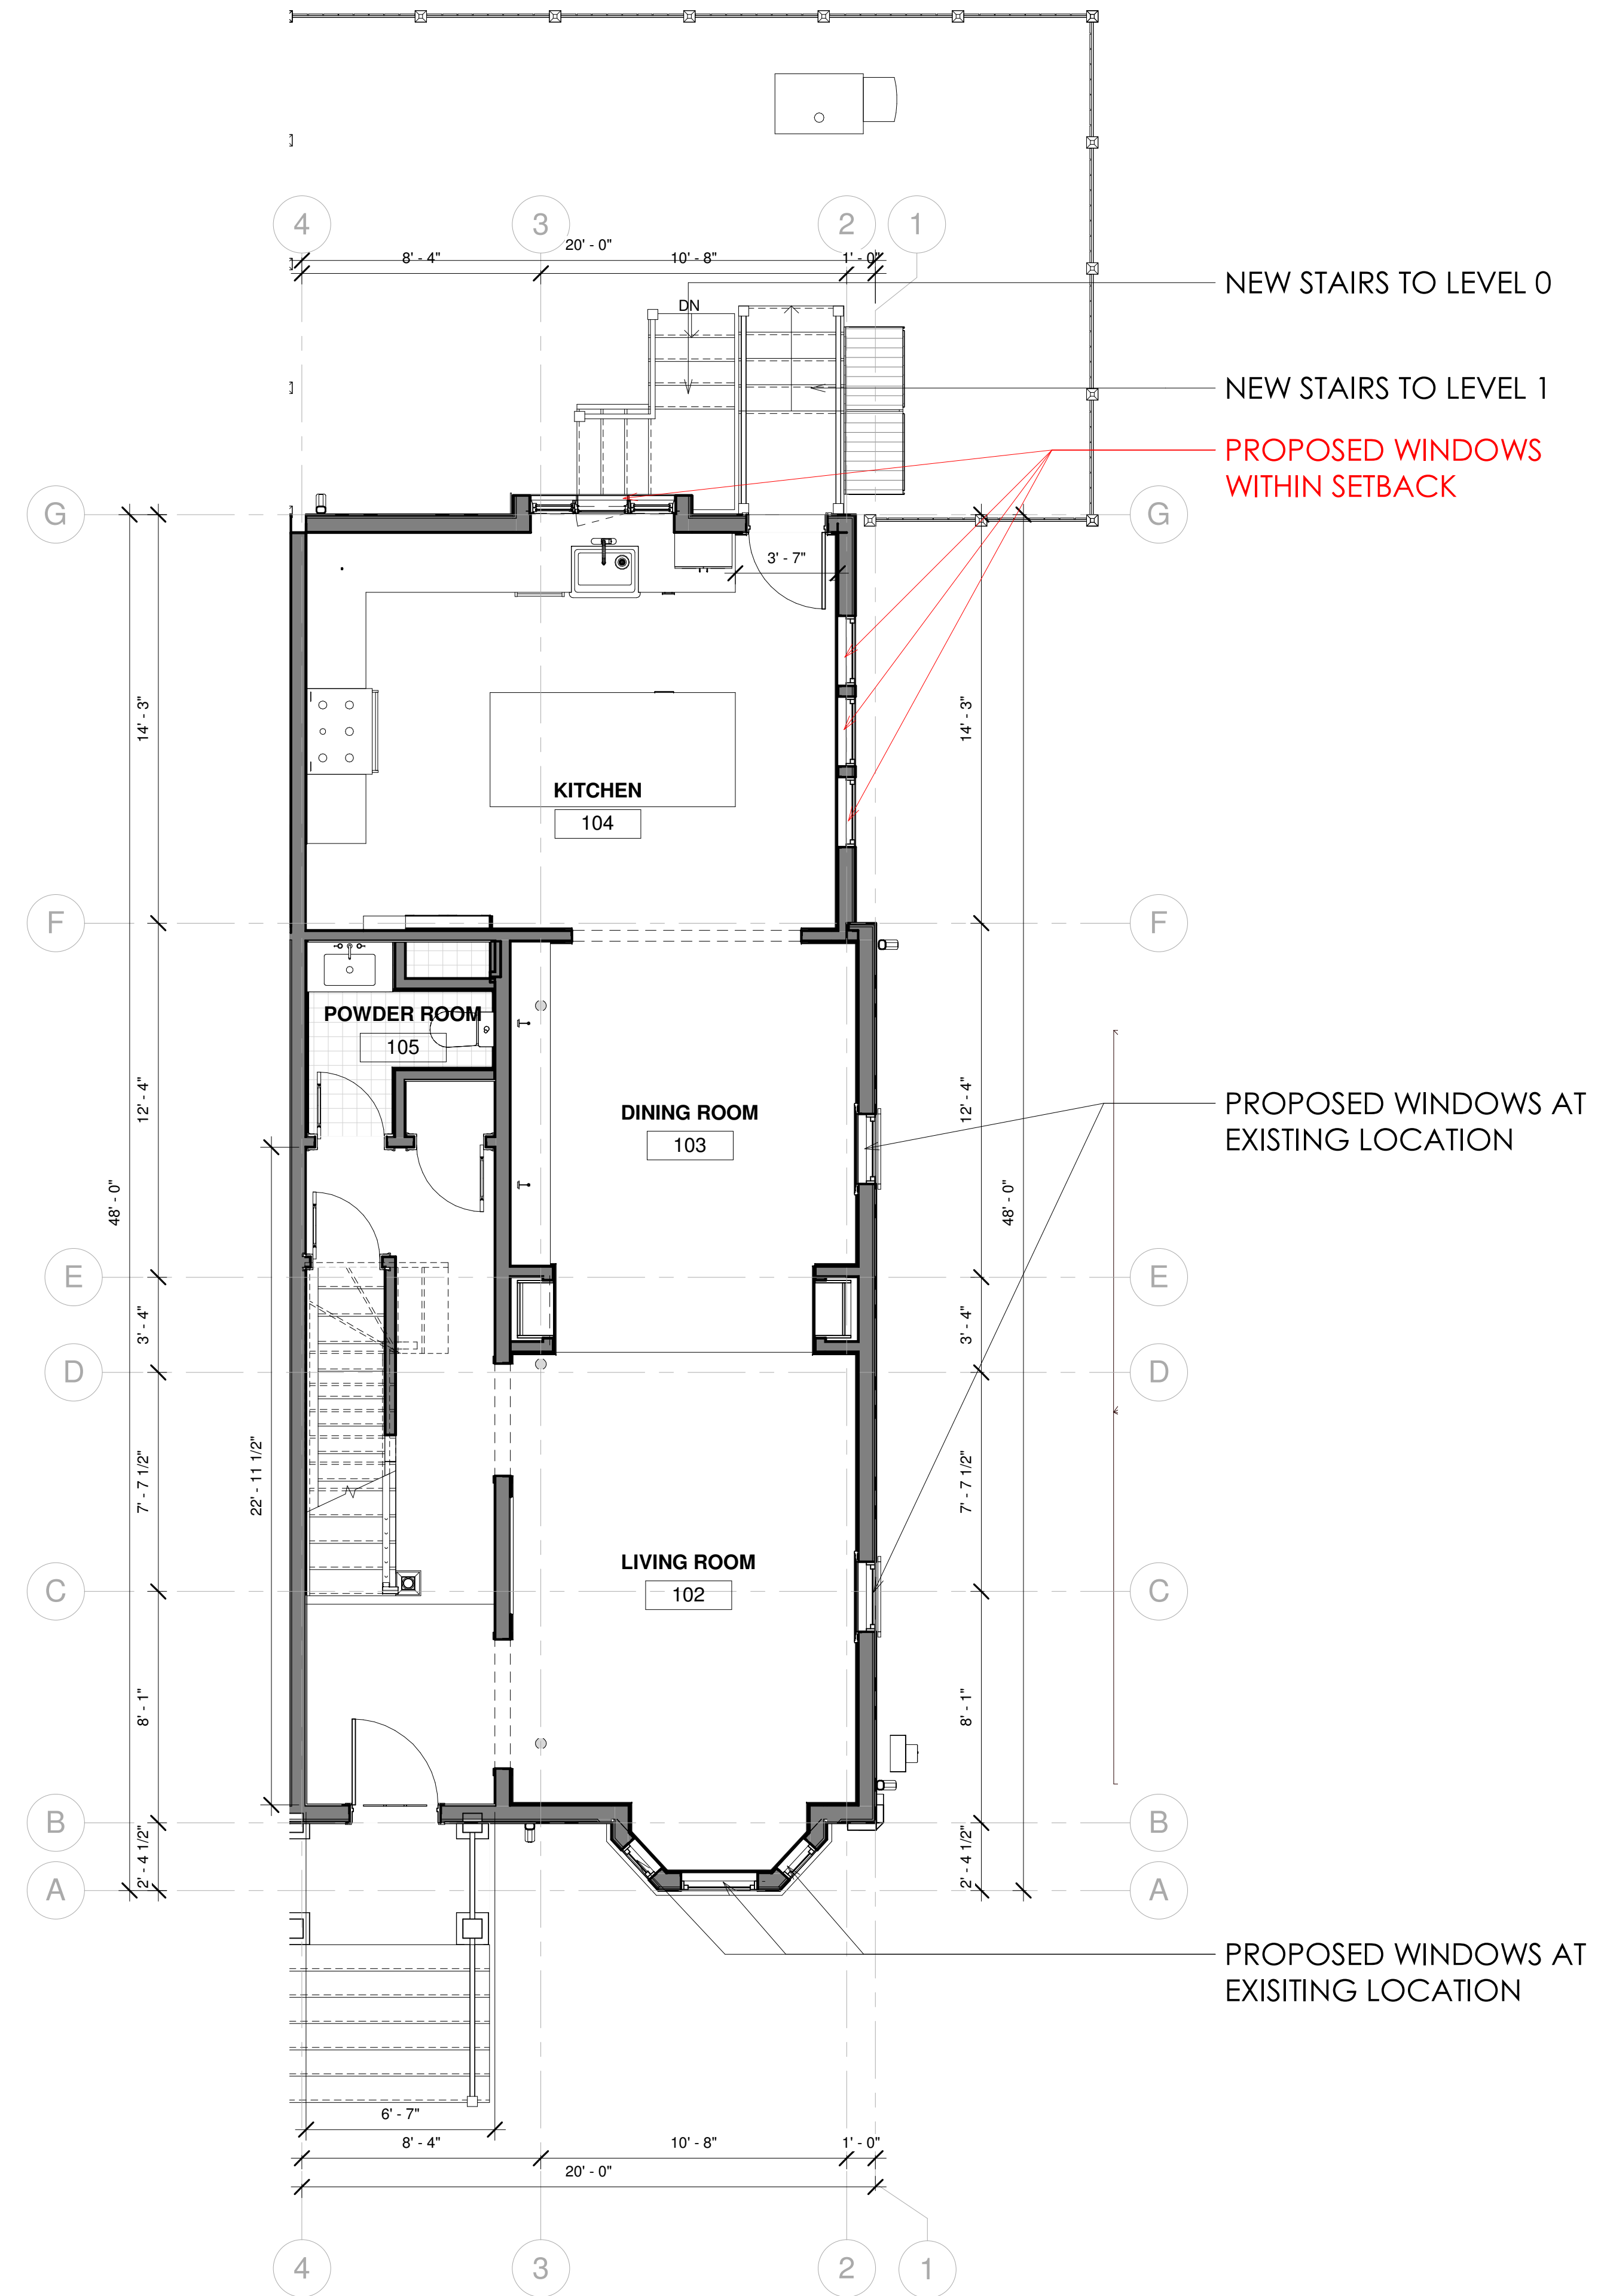 4
3
2
1
20' - 0"
8' - 4"
10' - 8"
1' - 0"
NEW STAIRS TO LEVEL 0
DN
NEW STAIRS TO LEVEL 1
PROPOSED WINDOWS
WITHIN SETBACK
G
G
3' - 7"
14' - 3"
14' - 3"
KITCHEN
104
F
F
POWDER ROOM
105
12' - 4"
DINING ROOM
103
12' - 4"
PROPOSED WINDOWS AT
EXISTING LOCATION
48' - 0"
48' - 0"
E
E
3' - 4"
3' - 4"
D
D
22' - 11 1/2"
7' - 7 1/2"
7' - 7 1/2"
LIVING ROOM
102
C
C
8' - 1"
8' - 1"
B
B
2' - 4 1/2"
2' - 4 1/2"
A
A
PROPOSED WINDOWS AT
EXISITING LOCATION
6' - 7"
8' - 4"
10' - 8"
1' - 0"
20' - 0"
4
3
2
1